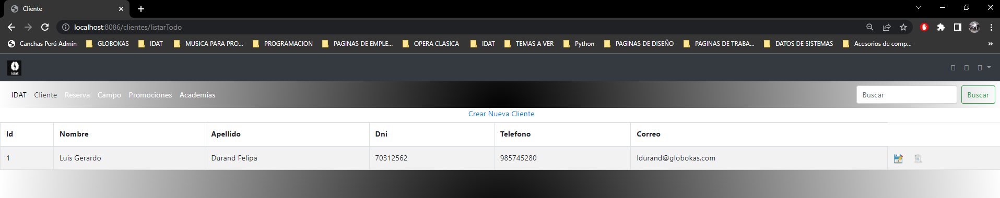 Cliente
localhost:8086/clientes/listarTodo
Canchas Perú Admin GLOBOKAS IDAT MUSICA PARA PRO... PROGRAMACION PAGINAS DE EMPLE... OPERA CLASICA IDAT TEMAS A VER Python PAGINAS DE DISEÑO PAGINAS DE TRABA... DATOS DE SISTEMAS Acesorios de comp... »
idat
IDAT Cliente Reserva Campo Promociones Academias Buscar Buscar
Crear Nueva Cliente
Id Nombre Apellido Dni Telefono Correo
1 Luis Gerardo Durand Felipa 70312562 985745280 ldurand@globokas.com